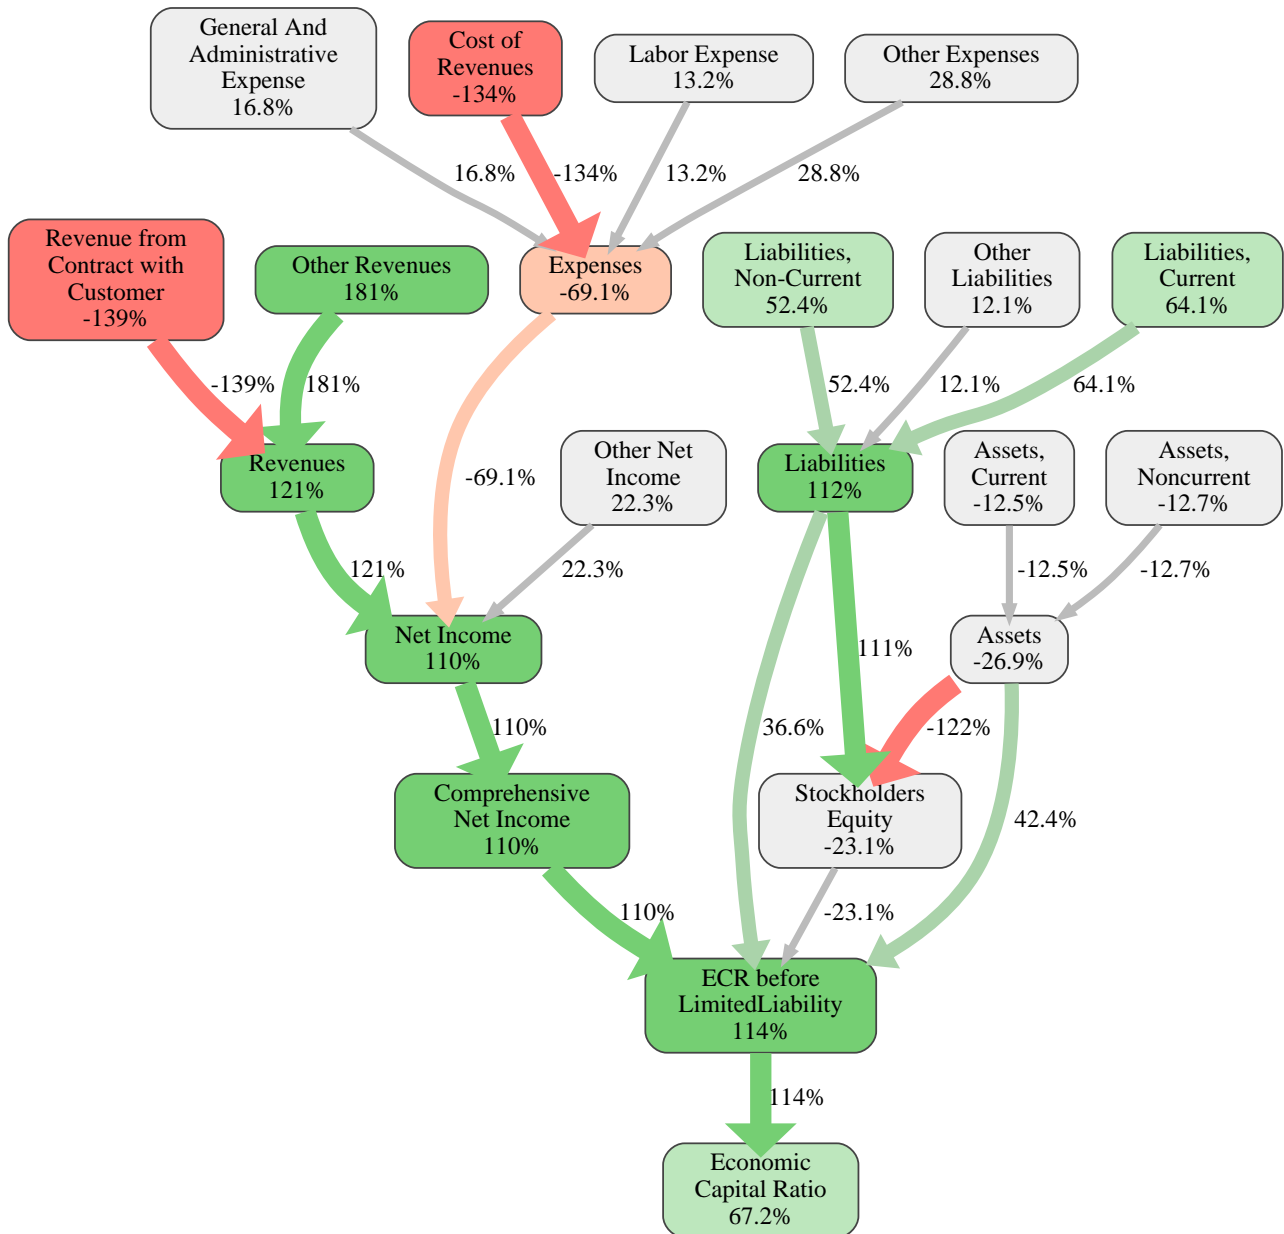 General And
Administrative
Expense
16.8%
Cost of
Revenues
-134%
Labor Expense
13.2%
Other Expenses
28.8%
16.8%
-134%
13.2%
28.8%
Revenue from
Contract with
Customer
-139%
Other Revenues
181%
Expenses
-69.1%
Liabilities,
Non-Current
52.4%
Other
Liabilities
12.1%
Liabilities,
Current
64.1%
-139%
181%
52.4%
12.1%
64.1%
Revenues
121%
-69.1%
Other Net
Income
22.3%
Liabilities
112%
Assets,
Current
-12.5%
Assets,
Noncurrent
-12.7%
121%
22.3%
-12.5%
-12.7%
Net Income
110%
111%
Assets
-26.9%
110%
36.6%
-122%
Comprehensive
Net Income
110%
Stockholders
Equity
-23.1%
42.4%
110%
-23.1%
ECR before
LimitedLiability
114%
114%
Economic
Capital Ratio
67.2%